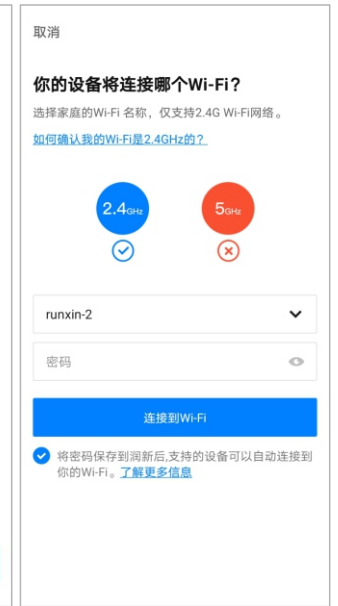 取消
你的设备将连接哪个Wi-Fi？
选择家庭的Wi-Fi 名称，仅支持2.4G Wi-Fi网络。
如何确认我的Wi-Fi是2.4GHz的？
2.4GHz
5GHz
runxin-2
密码
连接到Wi-Fi
将密码保存到润新后,支持的设备可以自动连接到
你的Wi-Fi。了解更多信息